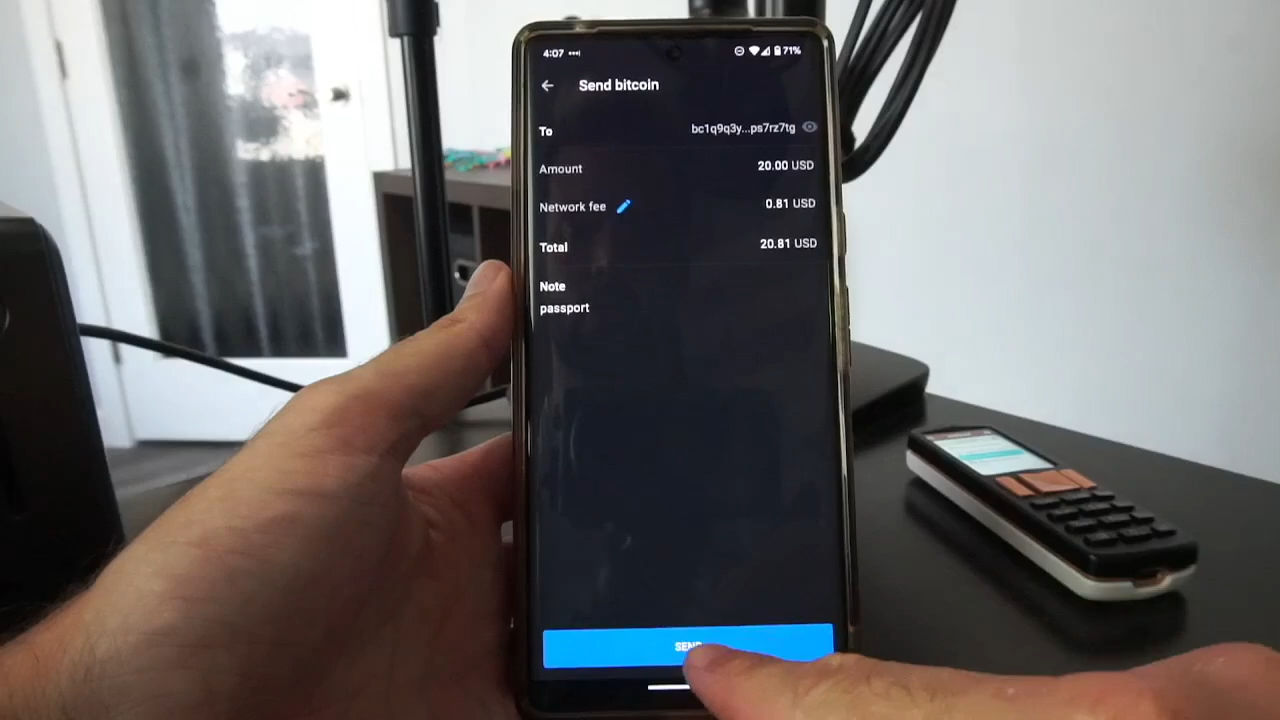 4:07
71%
Send bitcoin
To bc1q9q3y...ps7rz7tg
Amount 20.00 USD
Network fee 0.81 USD
Total 20.81 USD
Note
passport
SEND